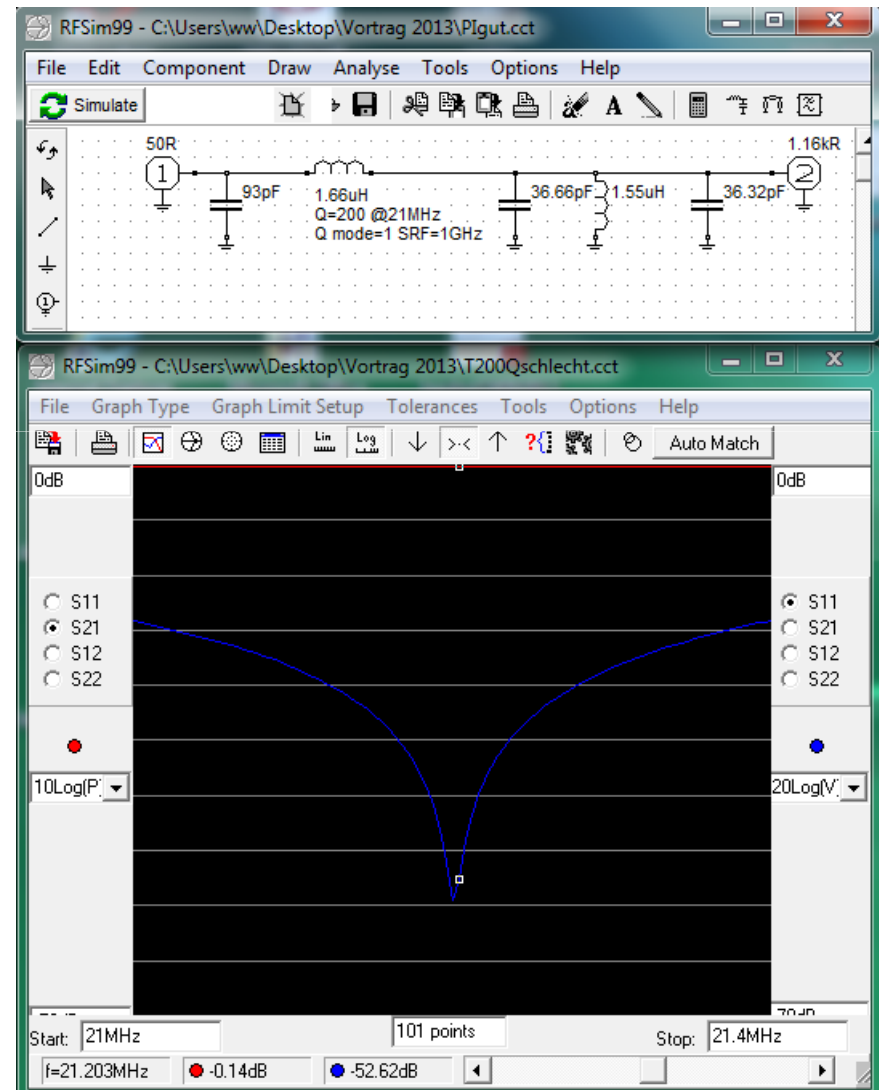 RFSim99 - C:\Users\ww\Desktop\Vortrag 2013\PIgut.cct
File Edit Component Draw Analyse Tools Options Help
Simulate A
50R 1.16kR
1 2
93pF 1.66uH 36.66pF 1.55uH 36.32pF
Q=200 @21MHz
Q mode=1 SRF=1GHz
RFSim99 - C:\Users\ww\Desktop\Vortrag 2013\T200Qschlecht.cct
File Graph Type Graph Limit Setup Tolerances Tools Options Help
Lin Log ?{ Auto Match
0dB 0dB
S11 S11
S21 S21
S12 S12
S22 S22
10Log(P) 20Log(V)
Start: 21MHz 101 points Stop: 21.4MHz
f=21.203MHz -0.14dB -52.62dB